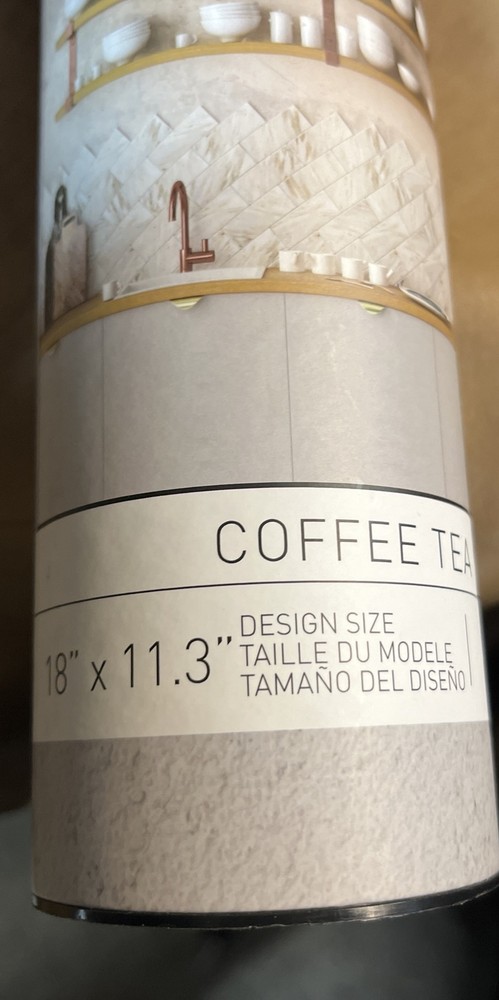 COFFEE TEA
18" x 11.3"
DESIGN SIZE
TAILLE DU MODELE
TAMAÑO DEL DISEÑO